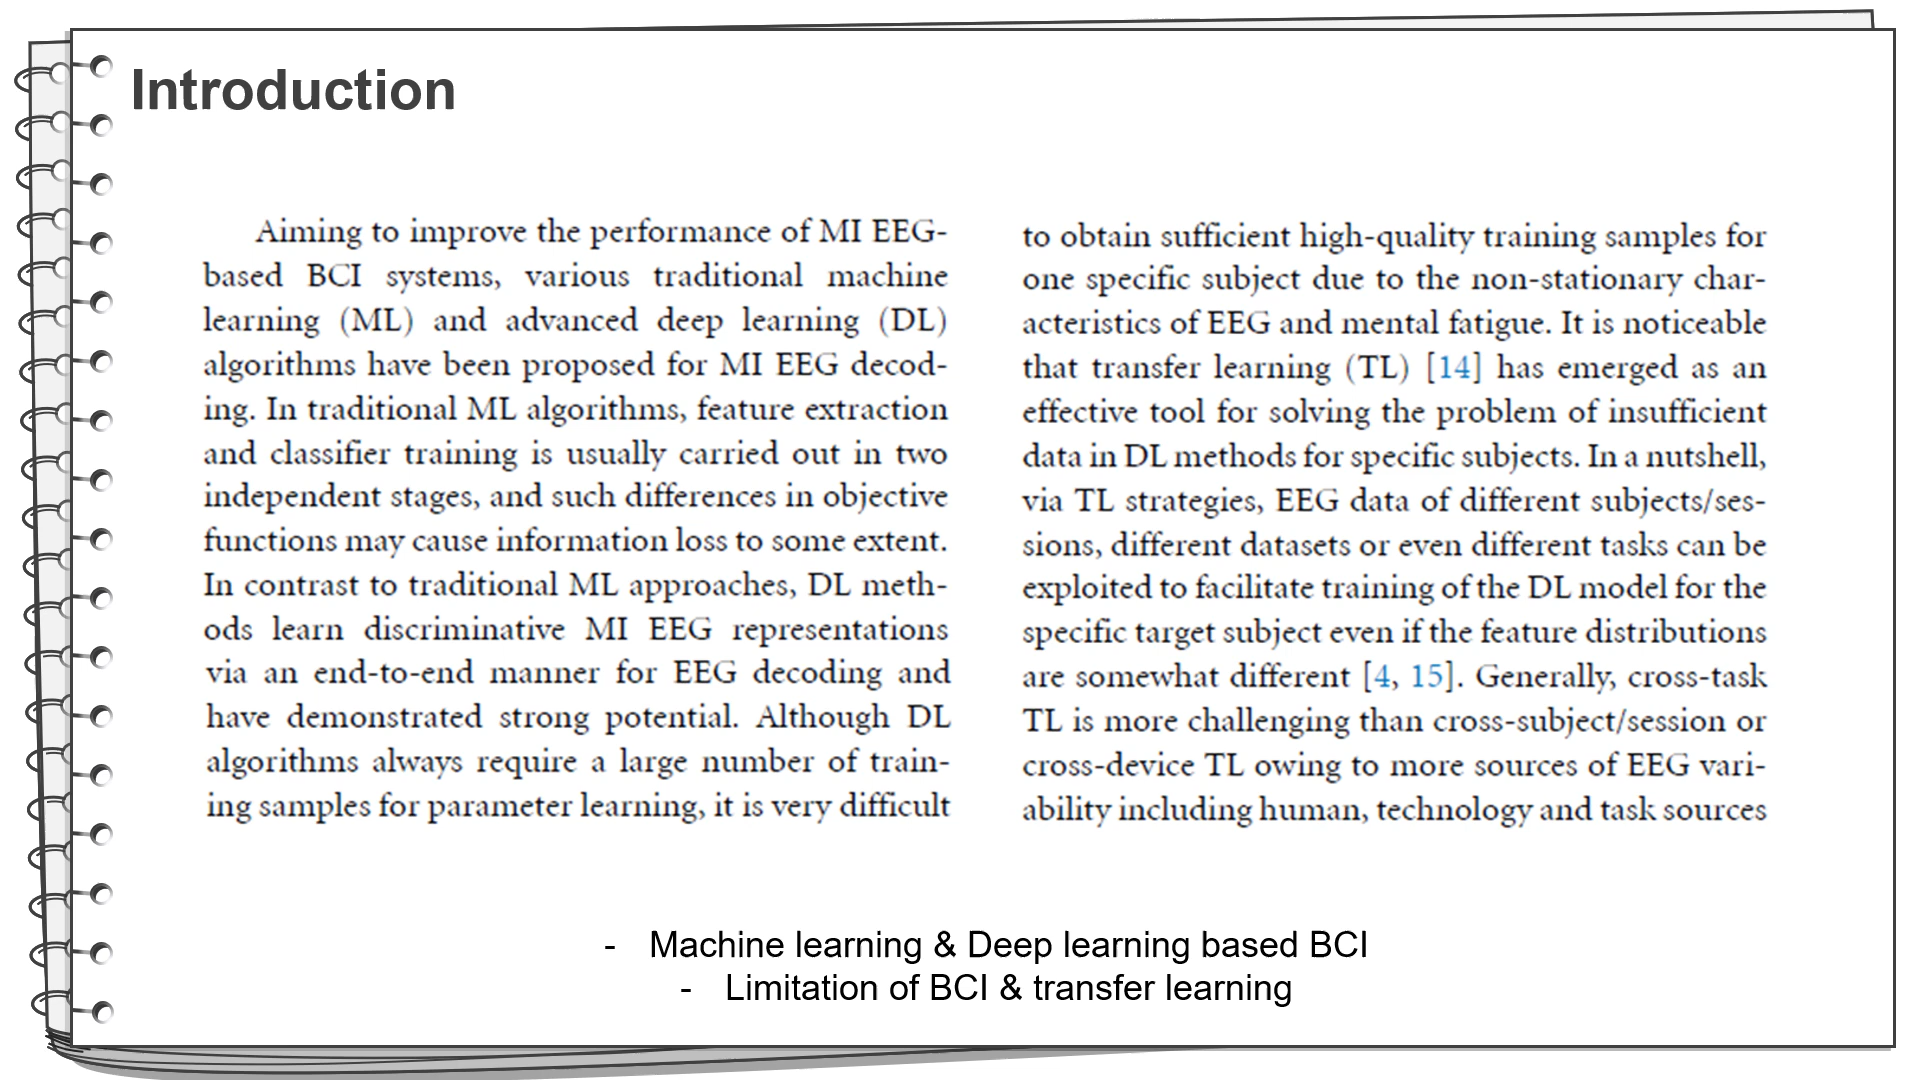 Introduction
Aiming to improve the performance of MI EEG-
based BCI systems, various traditional machine
learning (ML) and advanced deep learning (DL)
algorithms have been proposed for MI EEG decod-
ing. In traditional ML algorithms, feature extraction
and classifier training is usually carried out in two
independent stages, and such differences in objective
functions may cause information loss to some extent.
In contrast to traditional ML approaches, DL meth-
ods learn discriminative MI EEG representations
via an end-to-end manner for EEG decoding and
have demonstrated strong potential. Although DL
algorithms always require a large number of train-
ing samples for parameter learning, it is very difficult
to obtain sufficient high-quality training samples for
one specific subject due to the non-stationary char-
acteristics of EEG and mental fatigue. It is noticeable
that transfer learning (TL) [14] has emerged as an
effective tool for solving the problem of insufficient
data in DL methods for specific subjects. In a nutshell,
via TL strategies, EEG data of different subjects/ses-
sions, different datasets or even different tasks can be
exploited to facilitate training of the DL model for the
specific target subject even if the feature distributions
are somewhat different [4, 15]. Generally, cross-task
TL is more challenging than cross-subject/session or
cross-device TL owing to more sources of EEG vari-
ability including human, technology and task sources
- Machine learning & Deep learning based BCI
- Limitation of BCI & transfer learning